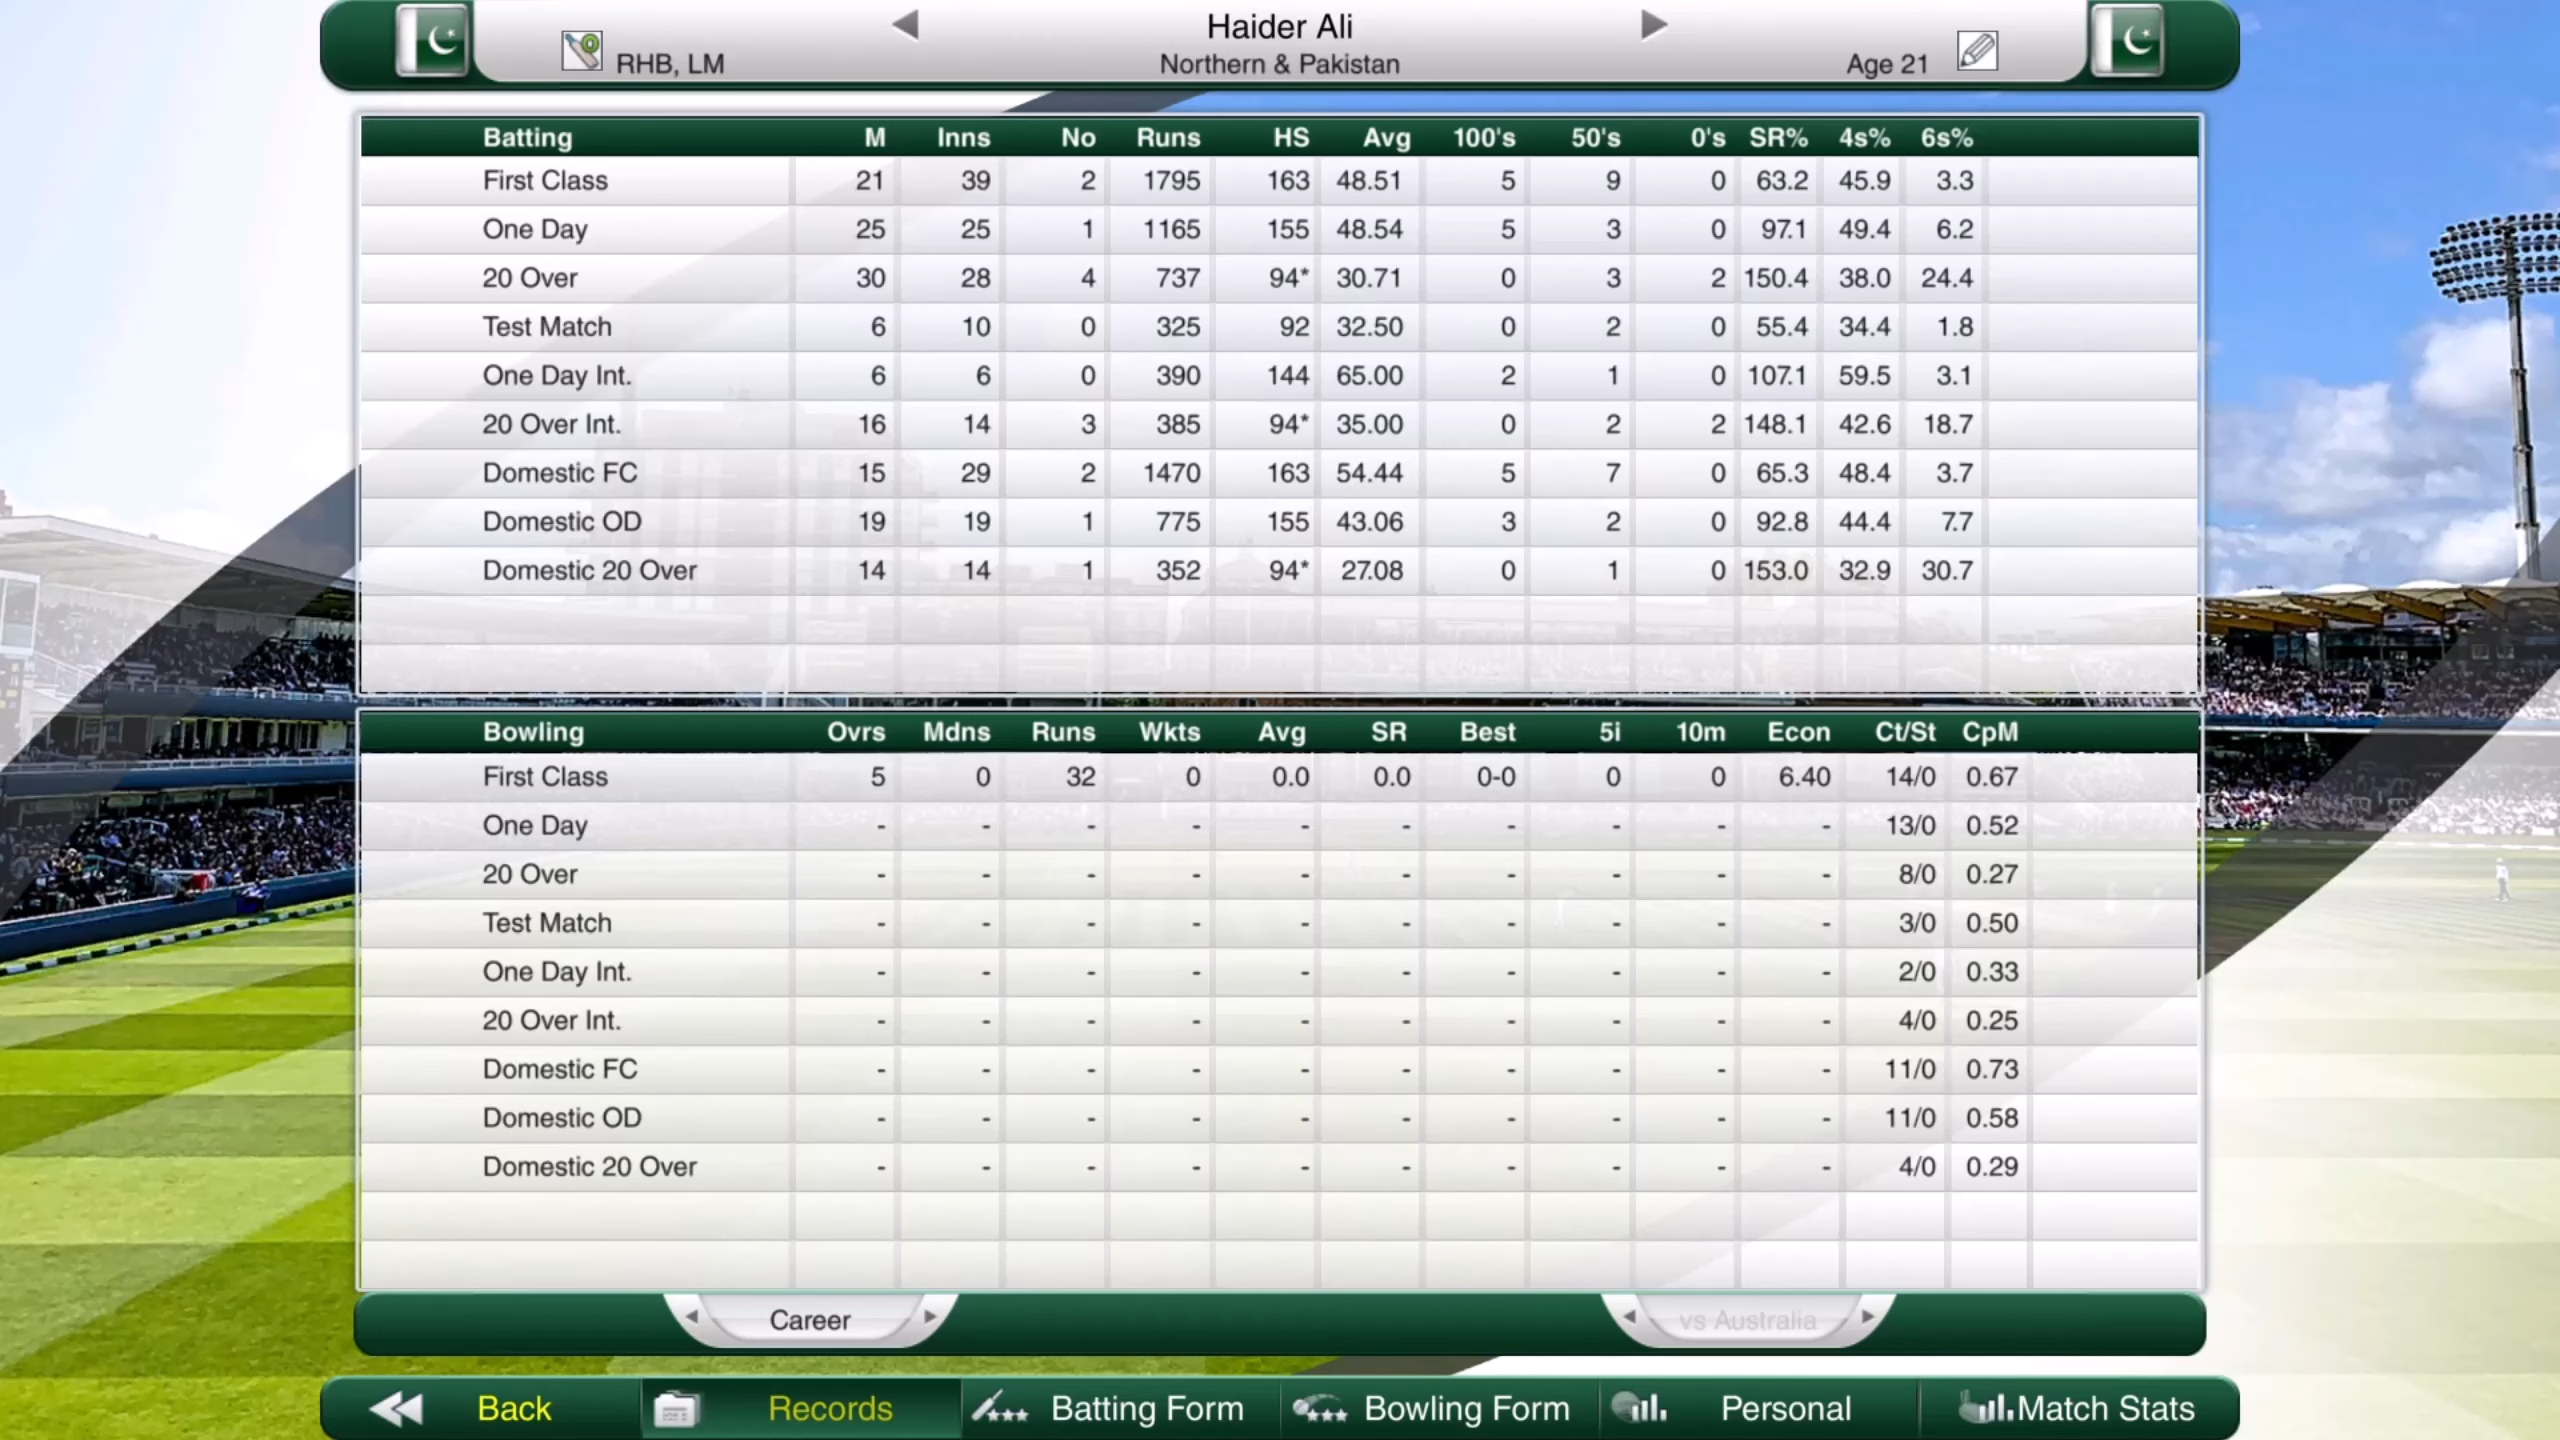 Haider Ali
RHB, LM
Northern & Pakistan
Age 21
Batting M Inns No Runs HS Avg 100's 50's 0's SR% 4s% 6s%
First Class 21 39 2 1795 163 48.51 5 9 0 63.2 45.9 3.3
One Day 25 25 1 1165 155 48.54 5 3 0 97.1 49.4 6.2
20 Over 30 28 4 737 94* 30.71 0 3 2 150.4 38.0 24.4
Test Match 6 10 0 325 92 32.50 0 2 0 55.4 34.4 1.8
One Day Int. 6 6 0 390 144 65.00 2 1 0 107.1 59.5 3.1
20 Over Int. 16 14 3 385 94* 35.00 0 2 2 148.1 42.6 18.7
Domestic FC 15 29 2 1470 163 54.44 5 7 0 65.3 48.4 3.7
Domestic OD 19 19 1 775 155 43.06 3 2 0 92.8 44.4 7.7
Domestic 20 Over 14 14 1 352 94* 27.08 0 1 0 153.0 32.9 30.7
Bowling Ovrs Mdns Runs Wkts Avg SR Best 5i 10m Econ Ct/St CpM
First Class 5 0 32 0 0.0 0.0 0-0 0 0 6.40 14/0 0.67
One Day - - - - - - - - - - 13/0 0.52
20 Over - - - - - - - - - - 8/0 0.27
Test Match - - - - - - - - - - 3/0 0.50
One Day Int. - - - - - - - - - - 2/0 0.33
20 Over Int. - - - - - - - - - - 4/0 0.25
Domestic FC - - - - - - - - - - 11/0 0.73
Domestic OD - - - - - - - - - - 11/0 0.58
Domestic 20 Over - - - - - - - - - - 4/0 0.29
Career
vs Australia
Back Records Batting Form Bowling Form Personal Match Stats